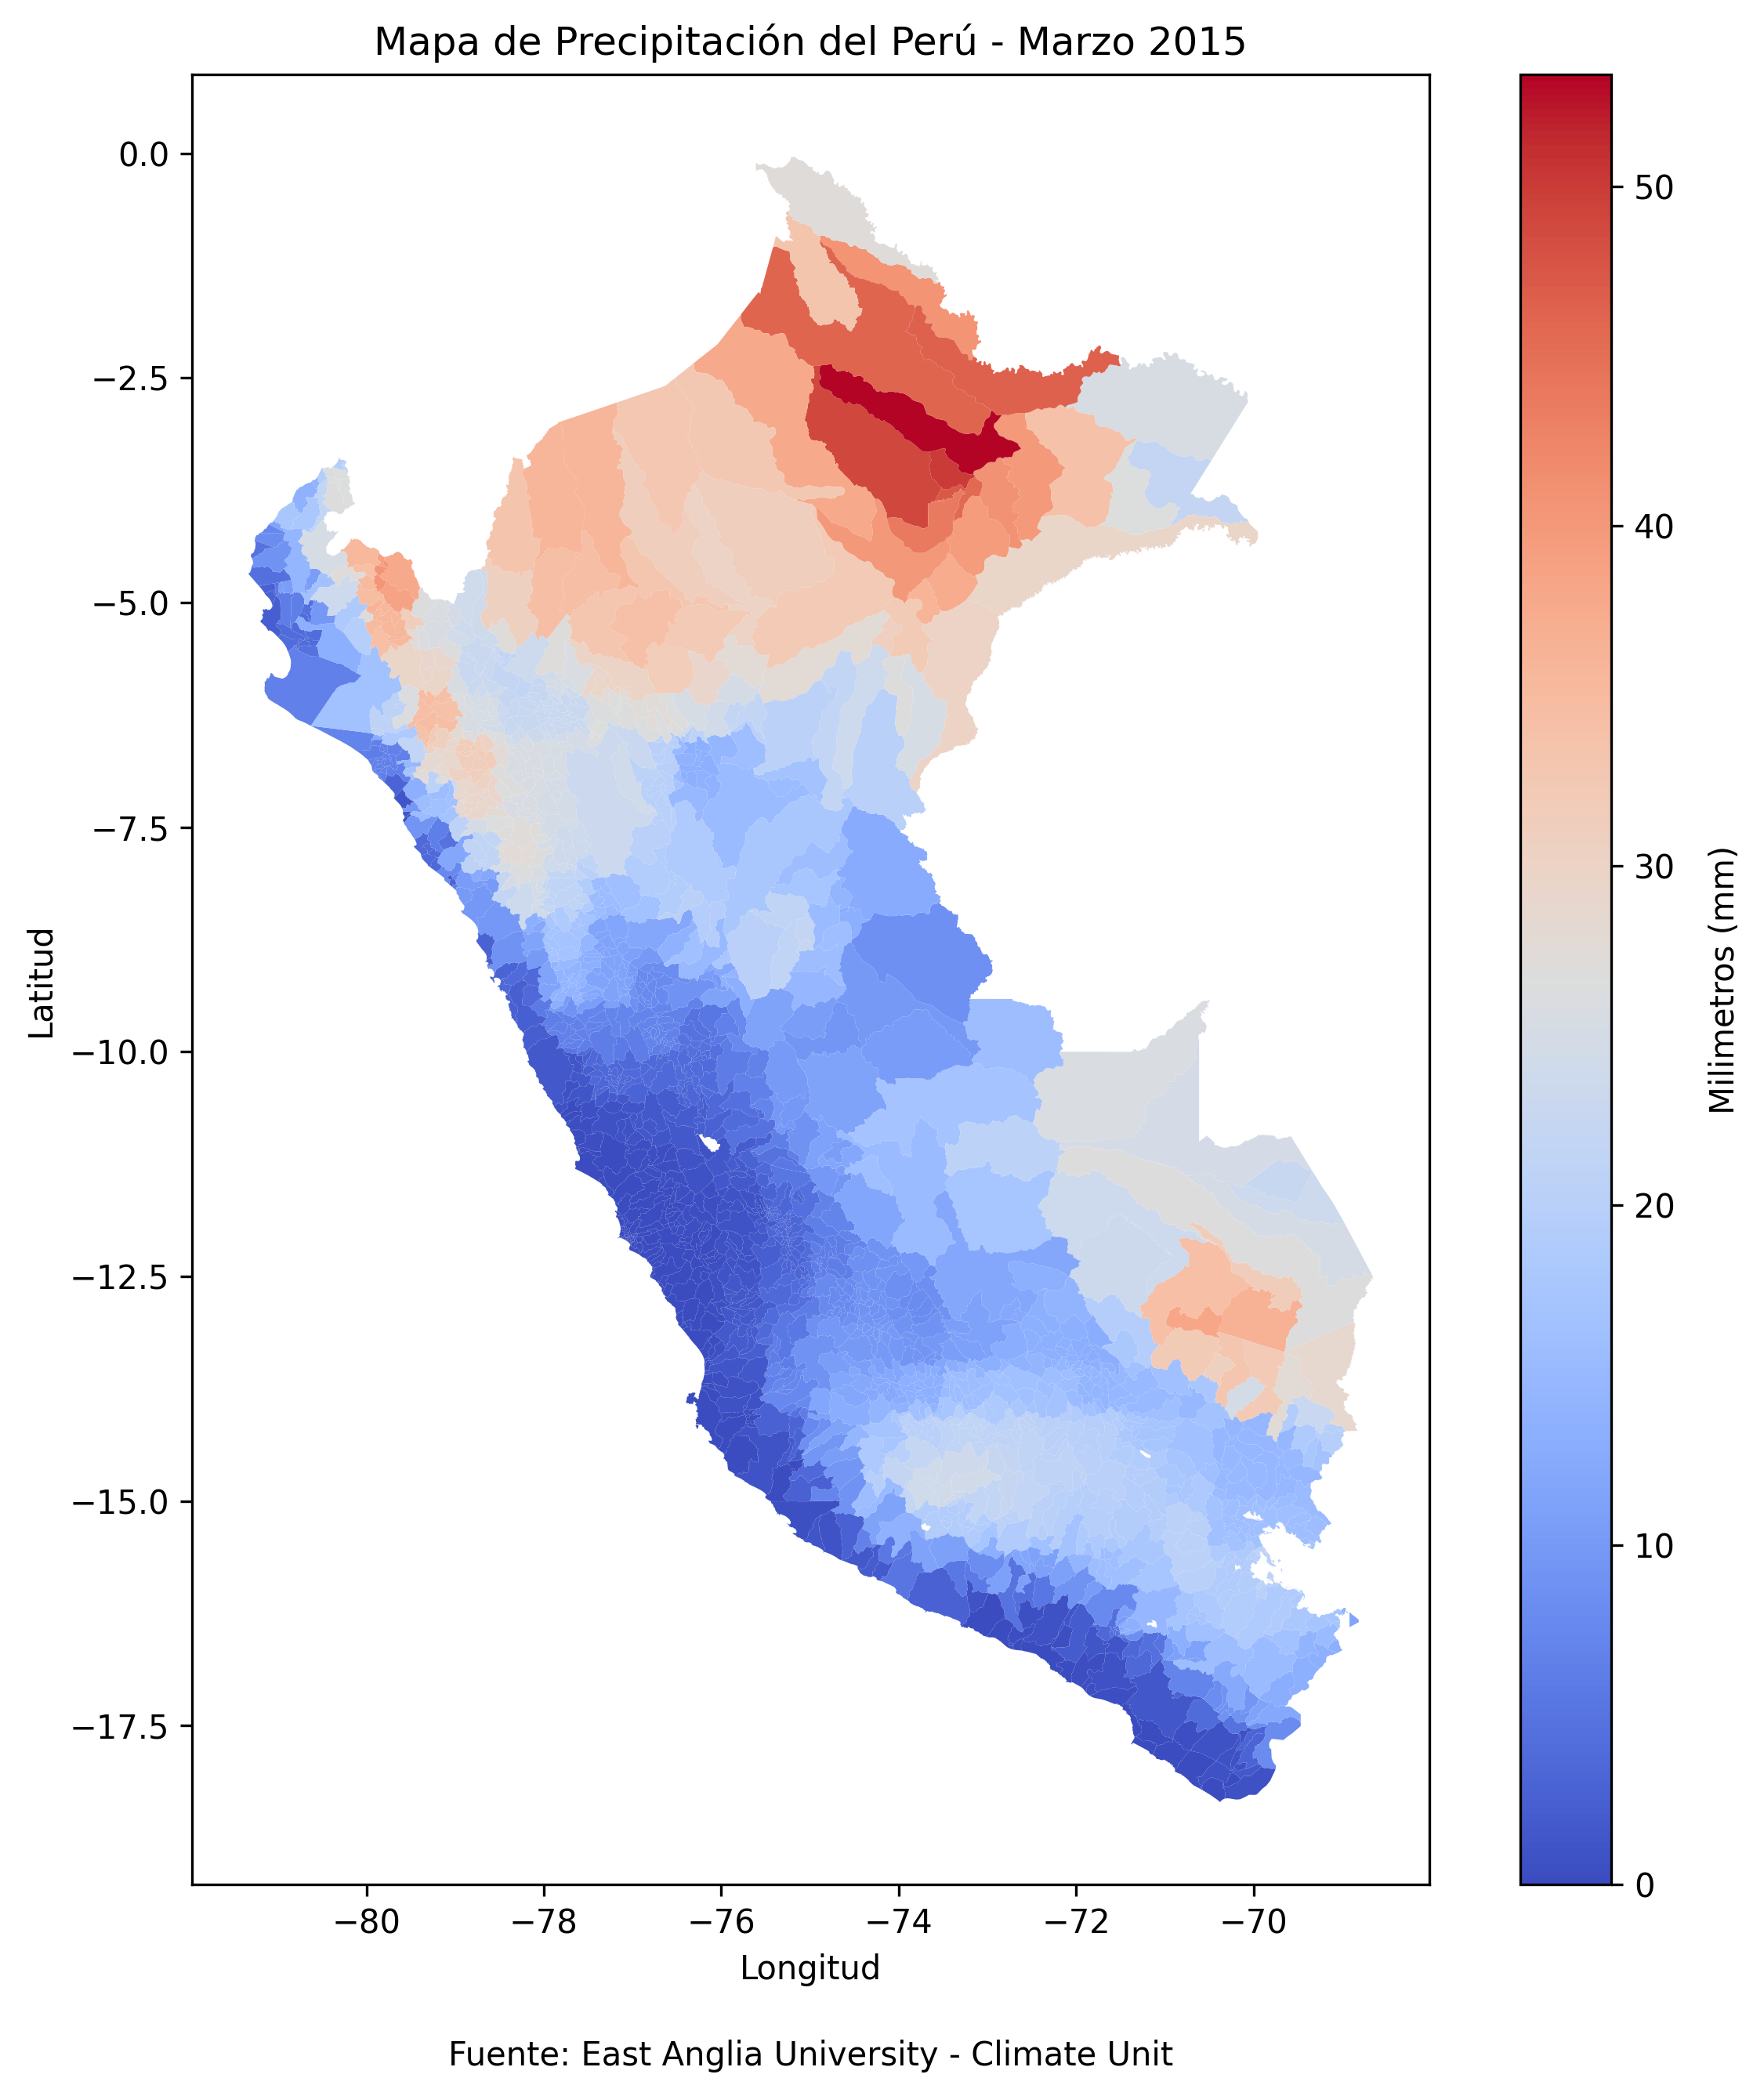 Mapa de Precipitación del Perú - Marzo 2015
0.0
−2.5
−5.0
−7.5
−10.0
−12.5
−15.0
−17.5
Latitud
−80 −78 −76 −74 −72 −70
Longitud
50
40
30
20
10
0
Milimetros (mm)
Fuente: East Anglia University - Climate Unit